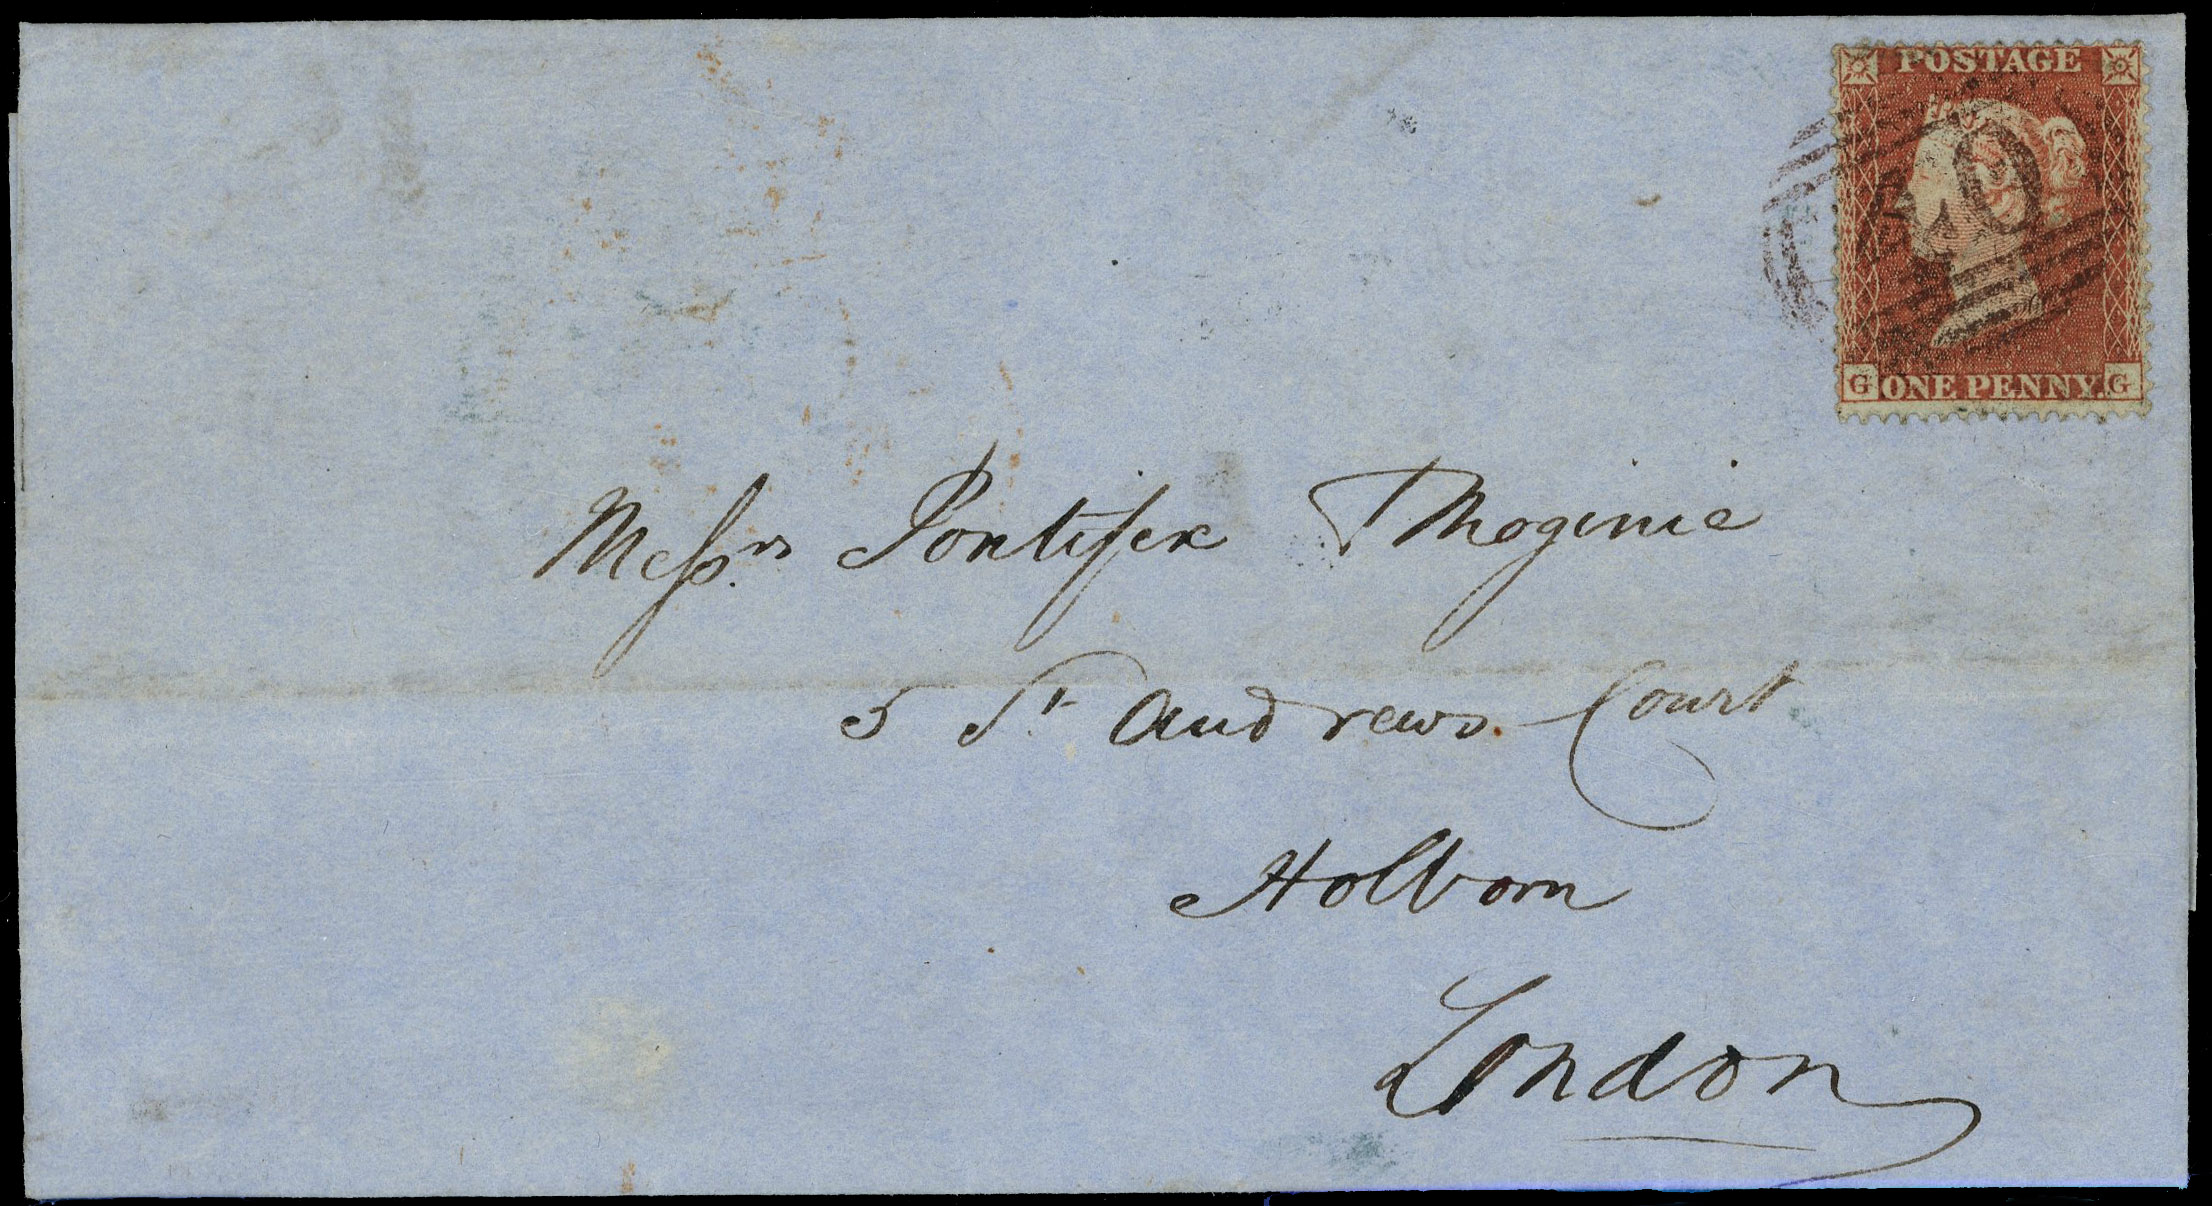 POSTAGE
G ONE PENNY. G
Messrs Pontifex & Moginie
5 St Andrews Court
Holborn
London